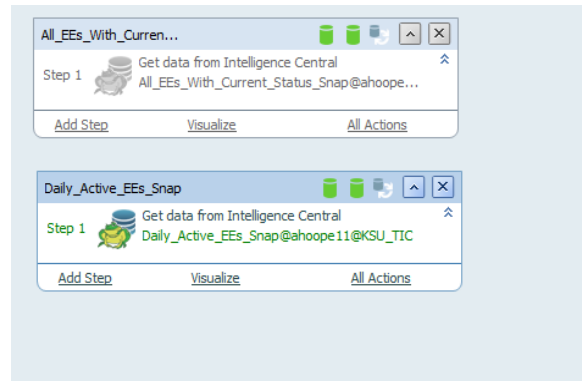 All_EEs_With_Curren...
Step 1
Get data from Intelligence Central
All_EEs_With_Current_Status_Snap@ahoope...
Add Step
Visualize
All Actions
Daily_Active_EEs_Snap
Step 1
Get data from Intelligence Central
Daily_Active_EEs_Snap@ahoope11@KSU_TIC
Add Step
Visualize
All Actions